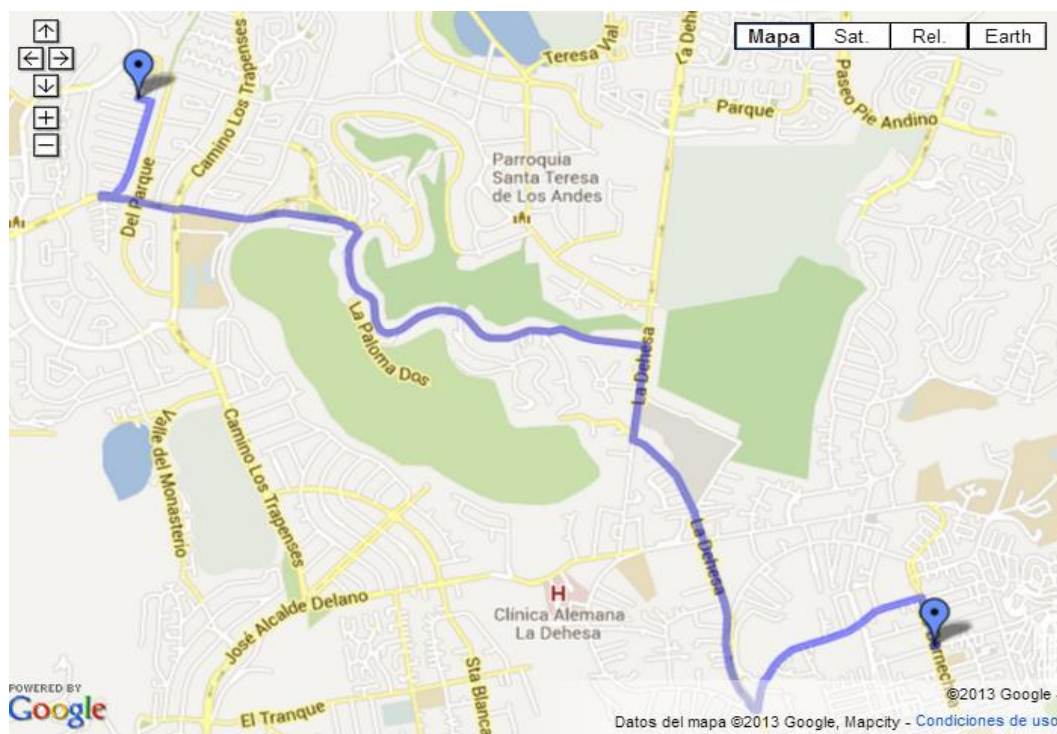 Mapa
Sat.
Rel.
Earth
Teresa Vial
La Dehesa
Camino Los Trapenses
Parque
Paseo Pie Andino
Parroquia
Santa Teresa
de Los Andes
Del Parque
La Paloma Dos
La Dehesa
Valle del Monasterio
Camino Los Trapenses
La Dehesa
H
Clínica Alemana
La Dehesa
José Alcalde Delano
Sta Blanca
El Tranque
POWERED BY
Google
©2013 Google -
Datos del mapa ©2013 Google, Mapcity - Condiciones de uso